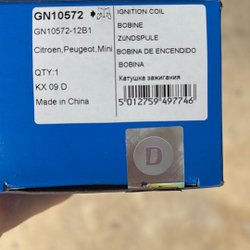 GN10572
GN10572-12B1
Citroen,Peugeot,Mini
QTY:1
KX 09 D
Made in China
IGNITION COIL
BOBINE
ZÜNDSPULE
BOBINA DE ENCENDIDO
BOBINA
Катушка зажигания
5 012759 497746
D